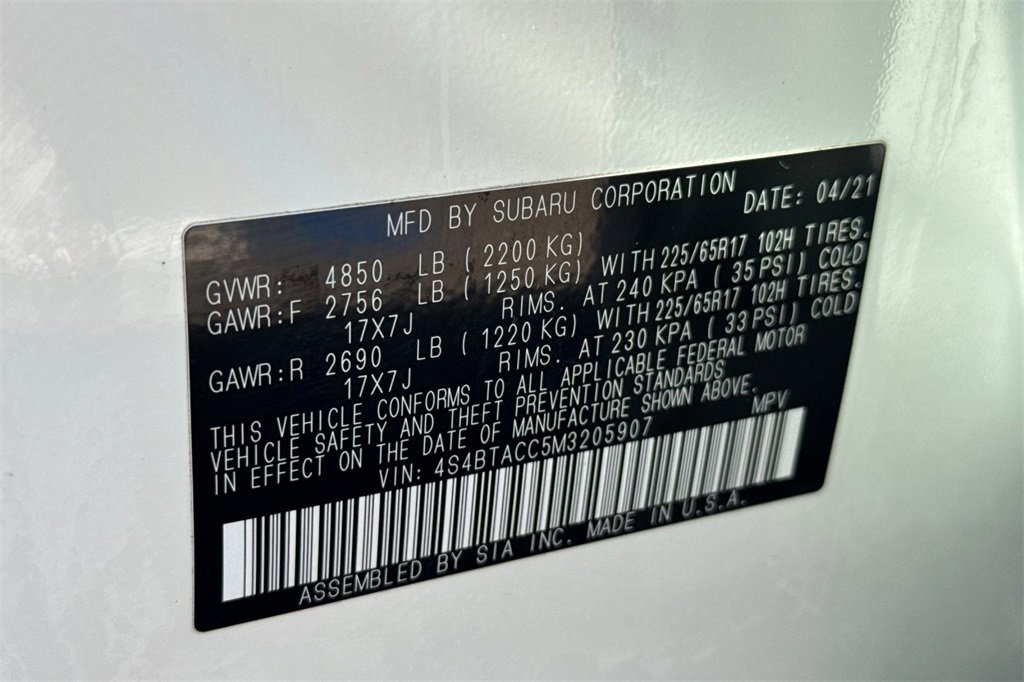 MFD BY SUBARU CORPORATION DATE: 04/21
GVWR: 4850 LB (2200 KG)
GAWR:F 2756 LB (1250 KG) WITH 225/65R17 102H TIRES.
17X7J RIMS. AT 240 KPA (35 PSI) COLD
GAWR:R 2690 LB (1220 KG) WITH 225/65R17 102H TIRES.
17X7J RIMS. AT 230 KPA (33 PSI) COLD
THIS VEHICLE CONFORMS TO ALL APPLICABLE FEDERAL MOTOR
VEHICLE SAFETY AND THEFT PREVENTION STANDARDS
IN EFFECT ON THE DATE OF MANUFACTURE SHOWN ABOVE.
VIN: 4S4BTACC5M3205907 MPV
ASSEMBLED BY SIA INC. MADE IN U.S.A.